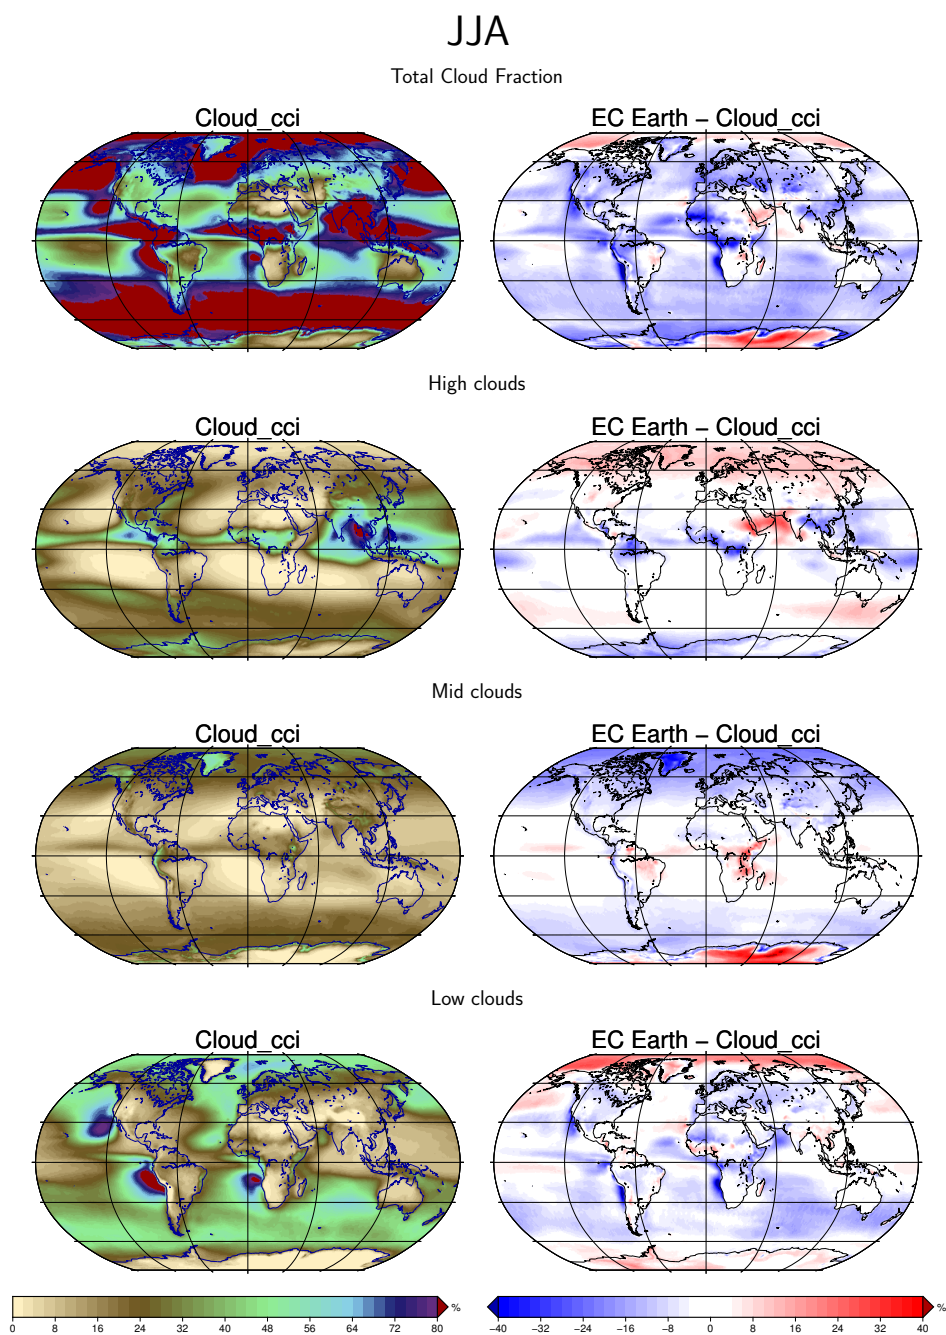 JJA
Total Cloud Fraction
Cloud_cci
EC Earth − Cloud_cci
High clouds
Cloud_cci
EC Earth − Cloud_cci
Mid clouds
Cloud_cci
EC Earth − Cloud_cci
Low clouds
Cloud_cci
EC Earth − Cloud_cci
0 8 16 24 32 40 48 56 64 72 80 %
−40 −32 −24 −16 −8 0 8 16 24 32 40 %